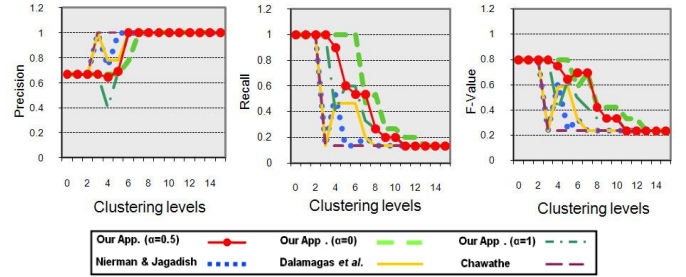 1.2
1
0.8
0.6
0.4
0.2
0
Precision
0 2 4 6 8 10 12 14
Clustering levels
1.2
1
0.8
0.6
0.4
0.2
0
Recall
0 2 4 6 8 10 12 14
Clustering levels
1.2
1
0.8
0.6
0.4
0.2
0
F-Value
0 2 4 6 8 10 12 14
Clustering levels
Our App. (α=0.5) Our App . (α=0) Our App . (α=1)
Nierman & Jagadish Dalamagas et al. Chawathe